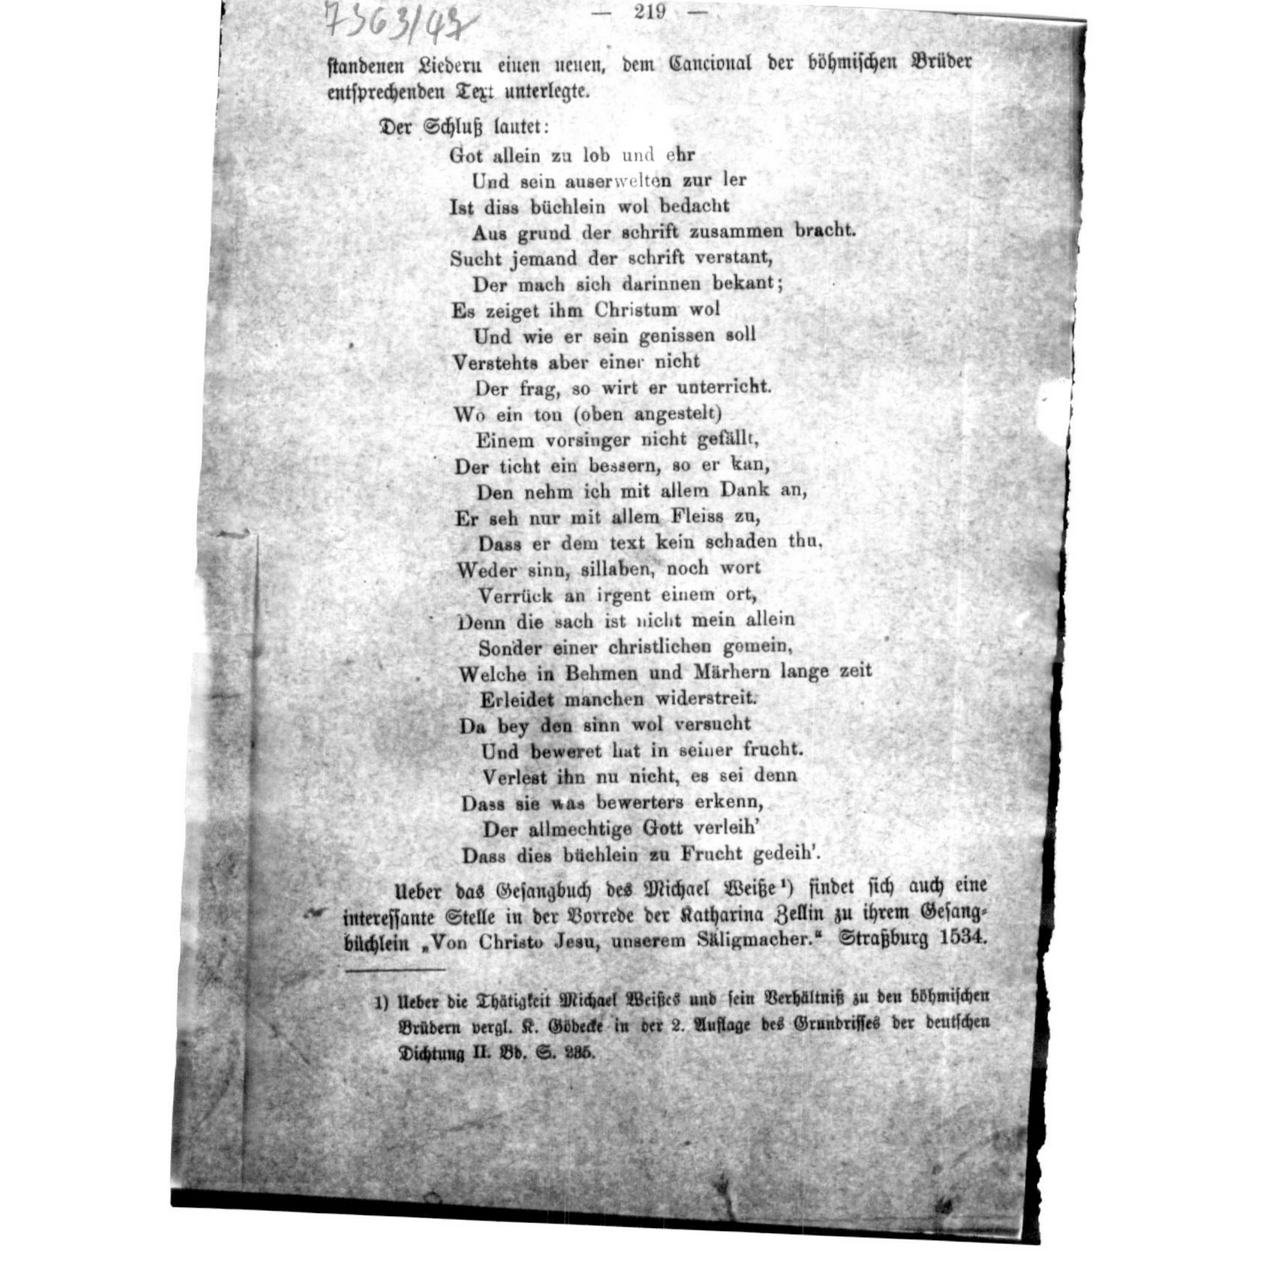 7363/47
— 219 —
standenen Liedern einen neuen, dem Cancional der böhmischen Brüder
entsprechenden Text unterlegte.
Der Schluß lautet:
Got allein zu lob und ehr
Und sein auserwelten zur ler
Ist diss büchlein wol bedacht
Aus grund der schrift zusammen bracht.
Sucht jemand der schrift verstant,
Der mach sich darinnen bekant;
Es zeiget ihm Christum wol
Und wie er sein genissen soll
Verstehts aber einer nicht
Der frag, so wirt er unterricht.
Wo ein ton (oben angestelt)
Einem vorsinger nicht gefällt,
Der ticht ein bessern, so er kan,
Den nehm ich mit allem Dank an,
Er seh nur mit allem Fleiss zu,
Dass er dem text kein schaden thu.
Weder sinn, sillaben, noch wort
Verrück an irgent einem ort,
Denn die sach ist nicht mein allein
Sonder einer christlichen gemein,
Welche in Behmen und Märhern lange zeit
Erleidet manchen widerstreit.
Da bey den sinn wol versucht
Und beweret hat in seiner frucht.
Verlest ihn nu nicht, es sei denn
Dass sie was bewerters erkenn,
Der allmechtige Gott verleih'
Dass dies büchlein zu Frucht gedeih'.
Ueber das Gesangbuch des Michael Weiße¹) findet sich auch eine
interessante Stelle in der Vorrede der Katharina Zellin zu ihrem Gesang-
büchlein „Von Christo Jesu, unserem Säligmacher.“ Straßburg 1534.
1) Ueber die Thätigkeit Michael Weißes und sein Verhältniß zu den böhmischen
Brüdern vergl. K. Göbecke in der 2. Auflage des Grundrisses der deutschen
Dichtung II. Bd. S. 235.